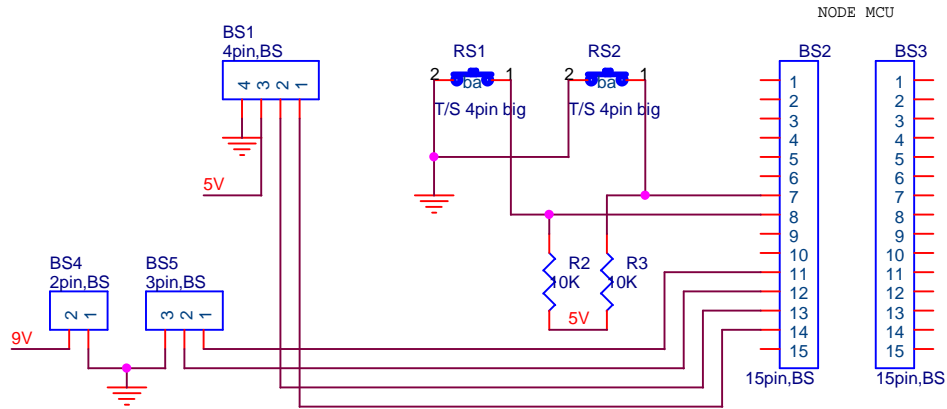 NODE MCU
BS1
4pin,BS
4 3 2 1
5V
RS1
2 1
ba
T/S 4pin big
RS2
2 1
ba
T/S 4pin big
BS2
1
2
3
4
5
6
7
8
9
10
11
12
13
14
15
15pin,BS
BS3
1
2
3
4
5
6
7
8
9
10
11
12
13
14
15
15pin,BS
R2
10K
R3
10K
5V
BS4
2pin,BS
2 1
9V
BS5
3pin,BS
3 2 1